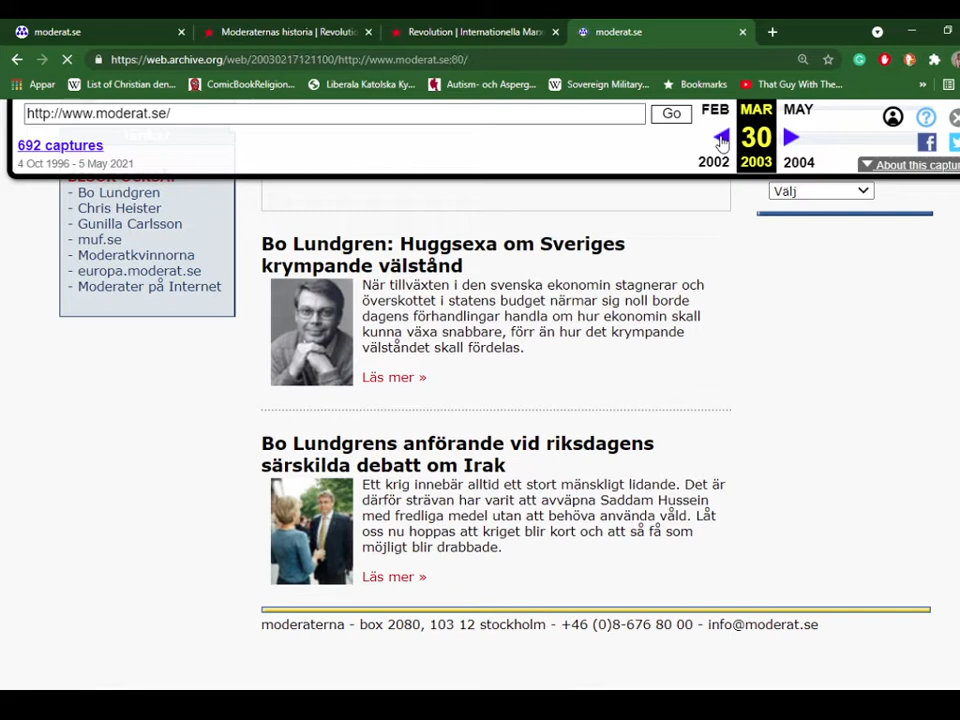 moderat.se
Moderaternas historia | Revolutio
Revolution | Internationella Marx
moderat.se
https://web.archive.org/web/20030217121100/http://www.moderat.se:80/
Appar
List of Christian den...
ComicBookReligion...
Liberala Katolska Ky...
Autism- och Asperg...
Sovereign Military...
Bookmarks
That Guy With The...
http://www.moderat.se/
Go
FEB
MAR
MAY
692 captures
30
4 Oct 1996 - 5 May 2021
2002
2003
2004
About this captur
- Bo Lundgren
- Chris Heister
- Gunilla Carlsson
- muf.se
- Moderatkvinnorna
- europa.moderat.se
- Moderater på Internet
Välj
Bo Lundgren: Huggsexa om Sveriges
krympande välstånd
När tillväxten i den svenska ekonomin stagnerar och
överskottet i statens budget närmar sig noll borde
dagens förhandlingar handla om hur ekonomin skall
kunna växa snabbare, förr än hur det krympande
välståndet skall fördelas.
Läs mer »
Bo Lundgrens anförande vid riksdagens
särskilda debatt om Irak
Ett krig innebär alltid ett stort mänskligt lidande. Det är
därför strävan har varit att avväpna Saddam Hussein
med fredliga medel utan att behöva använda våld. Låt
oss nu hoppas att kriget blir kort och att så få som
möjligt blir drabbade.
Läs mer »
moderaterna - box 2080, 103 12 stockholm - +46 (0)8-676 80 00 - info@moderat.se